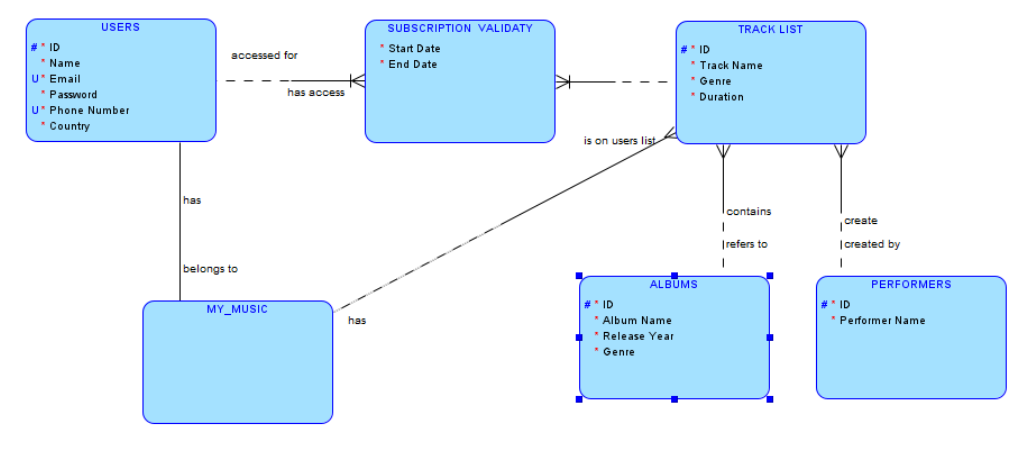 USERS
# * ID
* Name
U * Email
* Password
U * Phone Number
* Country
accessed for
has access
SUBSCRIPTION VALIDATY
* Start Date
* End Date
TRACK LIST
# * ID
* Track Name
* Genre
* Duration
is on users list
has
belongs to
contains
refers to
create
created by
MY_MUSIC
has
ALBUMS
# * ID
* Album Name
* Release Year
* Genre
PERFORMERS
# * ID
* Performer Name